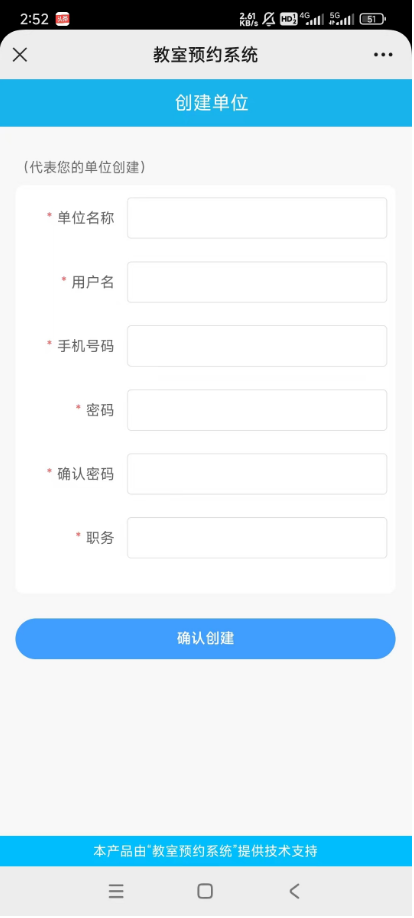 2:52 头条 2.61 KB/s HD 4G 5G 51
教室预约系统
创建单位
（代表您的单位创建）
* 单位名称
* 用户名
* 手机号码
* 密码
* 确认密码
* 职务
确认创建
本产品由"教室预约系统"提供技术支持